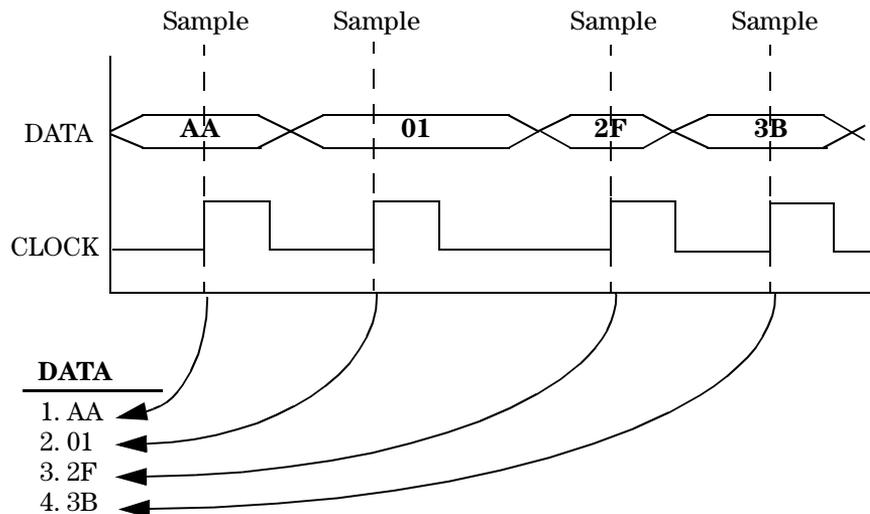 Sample Sample Sample Sample
DATA AA 01 2F 3B
CLOCK
DATA
1. AA
2. 01
3. 2F
4. 3B